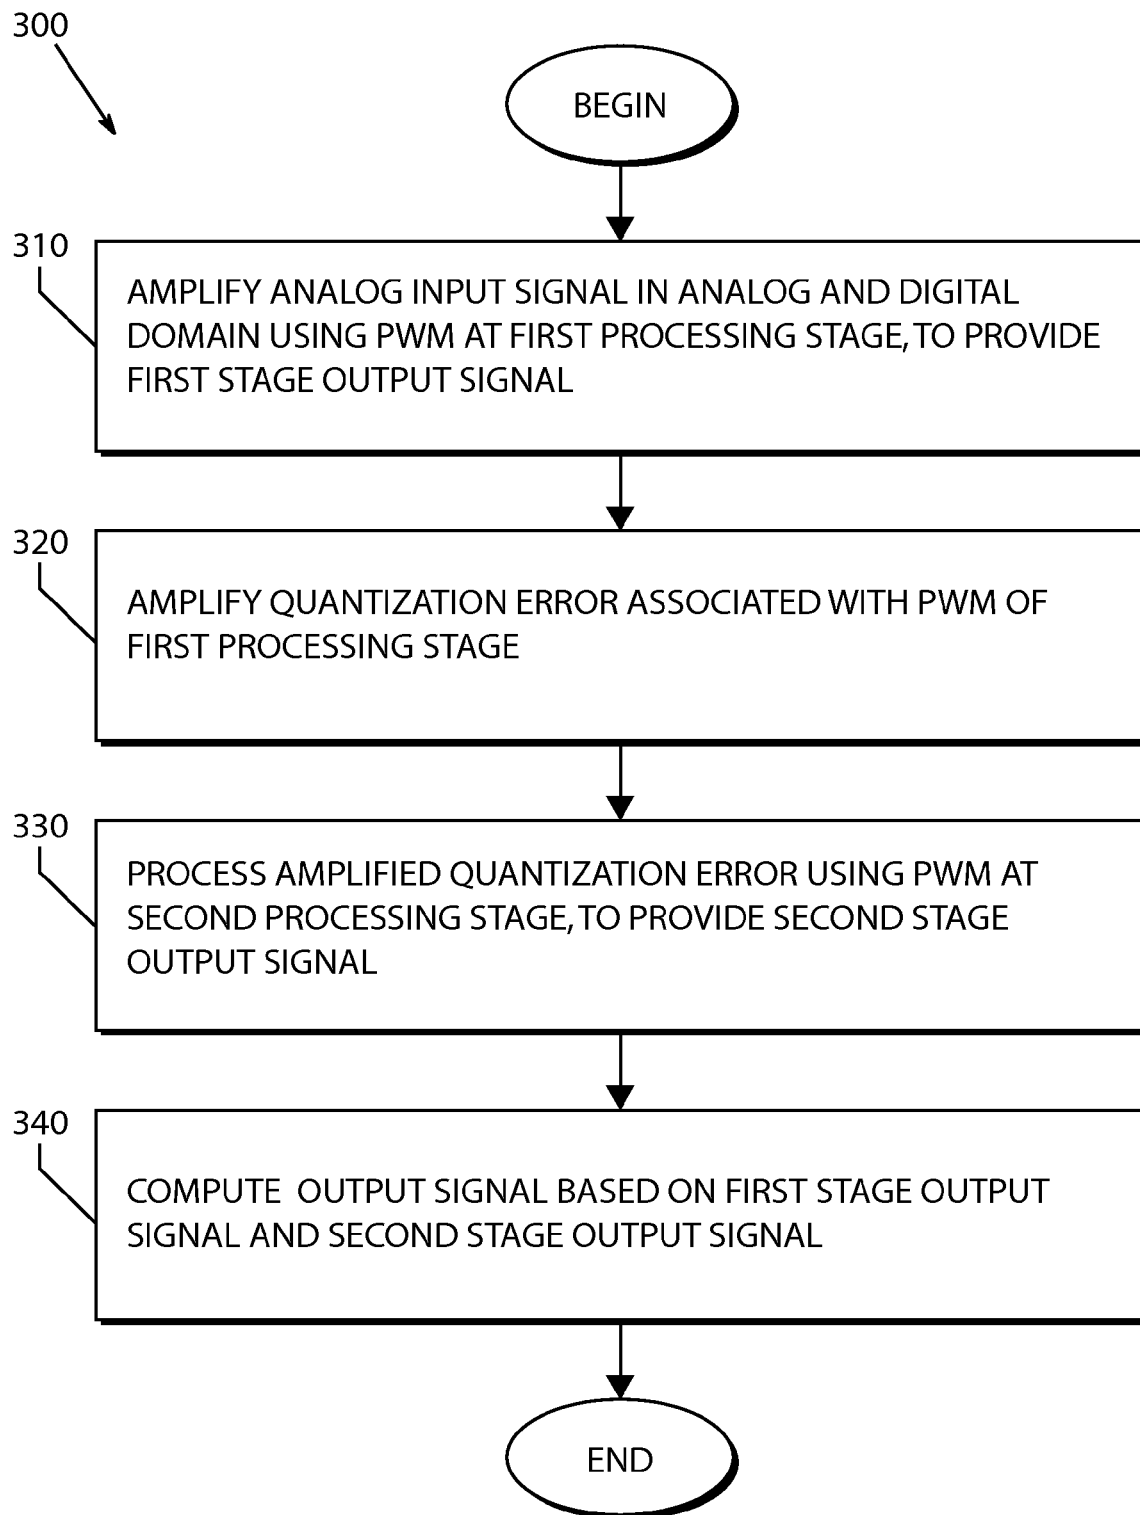 300
BEGIN
310
AMPLIFY ANALOG INPUT SIGNAL IN ANALOG AND DIGITAL
DOMAIN USING PWM AT FIRST PROCESSING STAGE, TO PROVIDE
FIRST STAGE OUTPUT SIGNAL
320
AMPLIFY QUANTIZATION ERROR ASSOCIATED WITH PWM OF
FIRST PROCESSING STAGE
330
PROCESS AMPLIFIED QUANTIZATION ERROR USING PWM AT
SECOND PROCESSING STAGE, TO PROVIDE SECOND STAGE
OUTPUT SIGNAL
340
COMPUTE OUTPUT SIGNAL BASED ON FIRST STAGE OUTPUT
SIGNAL AND SECOND STAGE OUTPUT SIGNAL
END